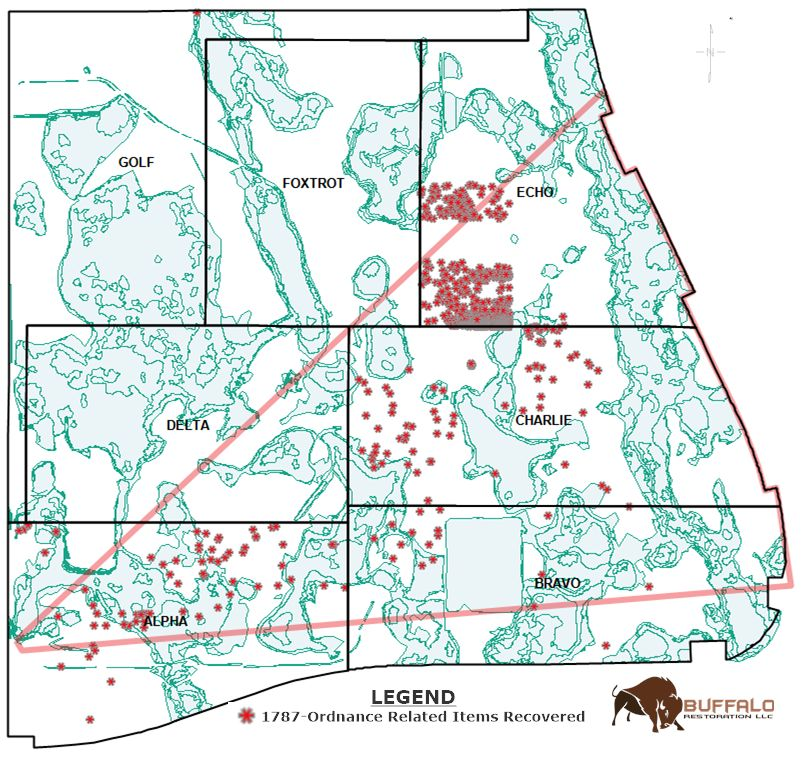 N
GOLF
FOXTROT
ECHO
DELTA
CHARLIE
BRAVO
ALPHA
LEGEND
1787-Ordnance Related Items Recovered
BUFFALO
RESTORATION LLC